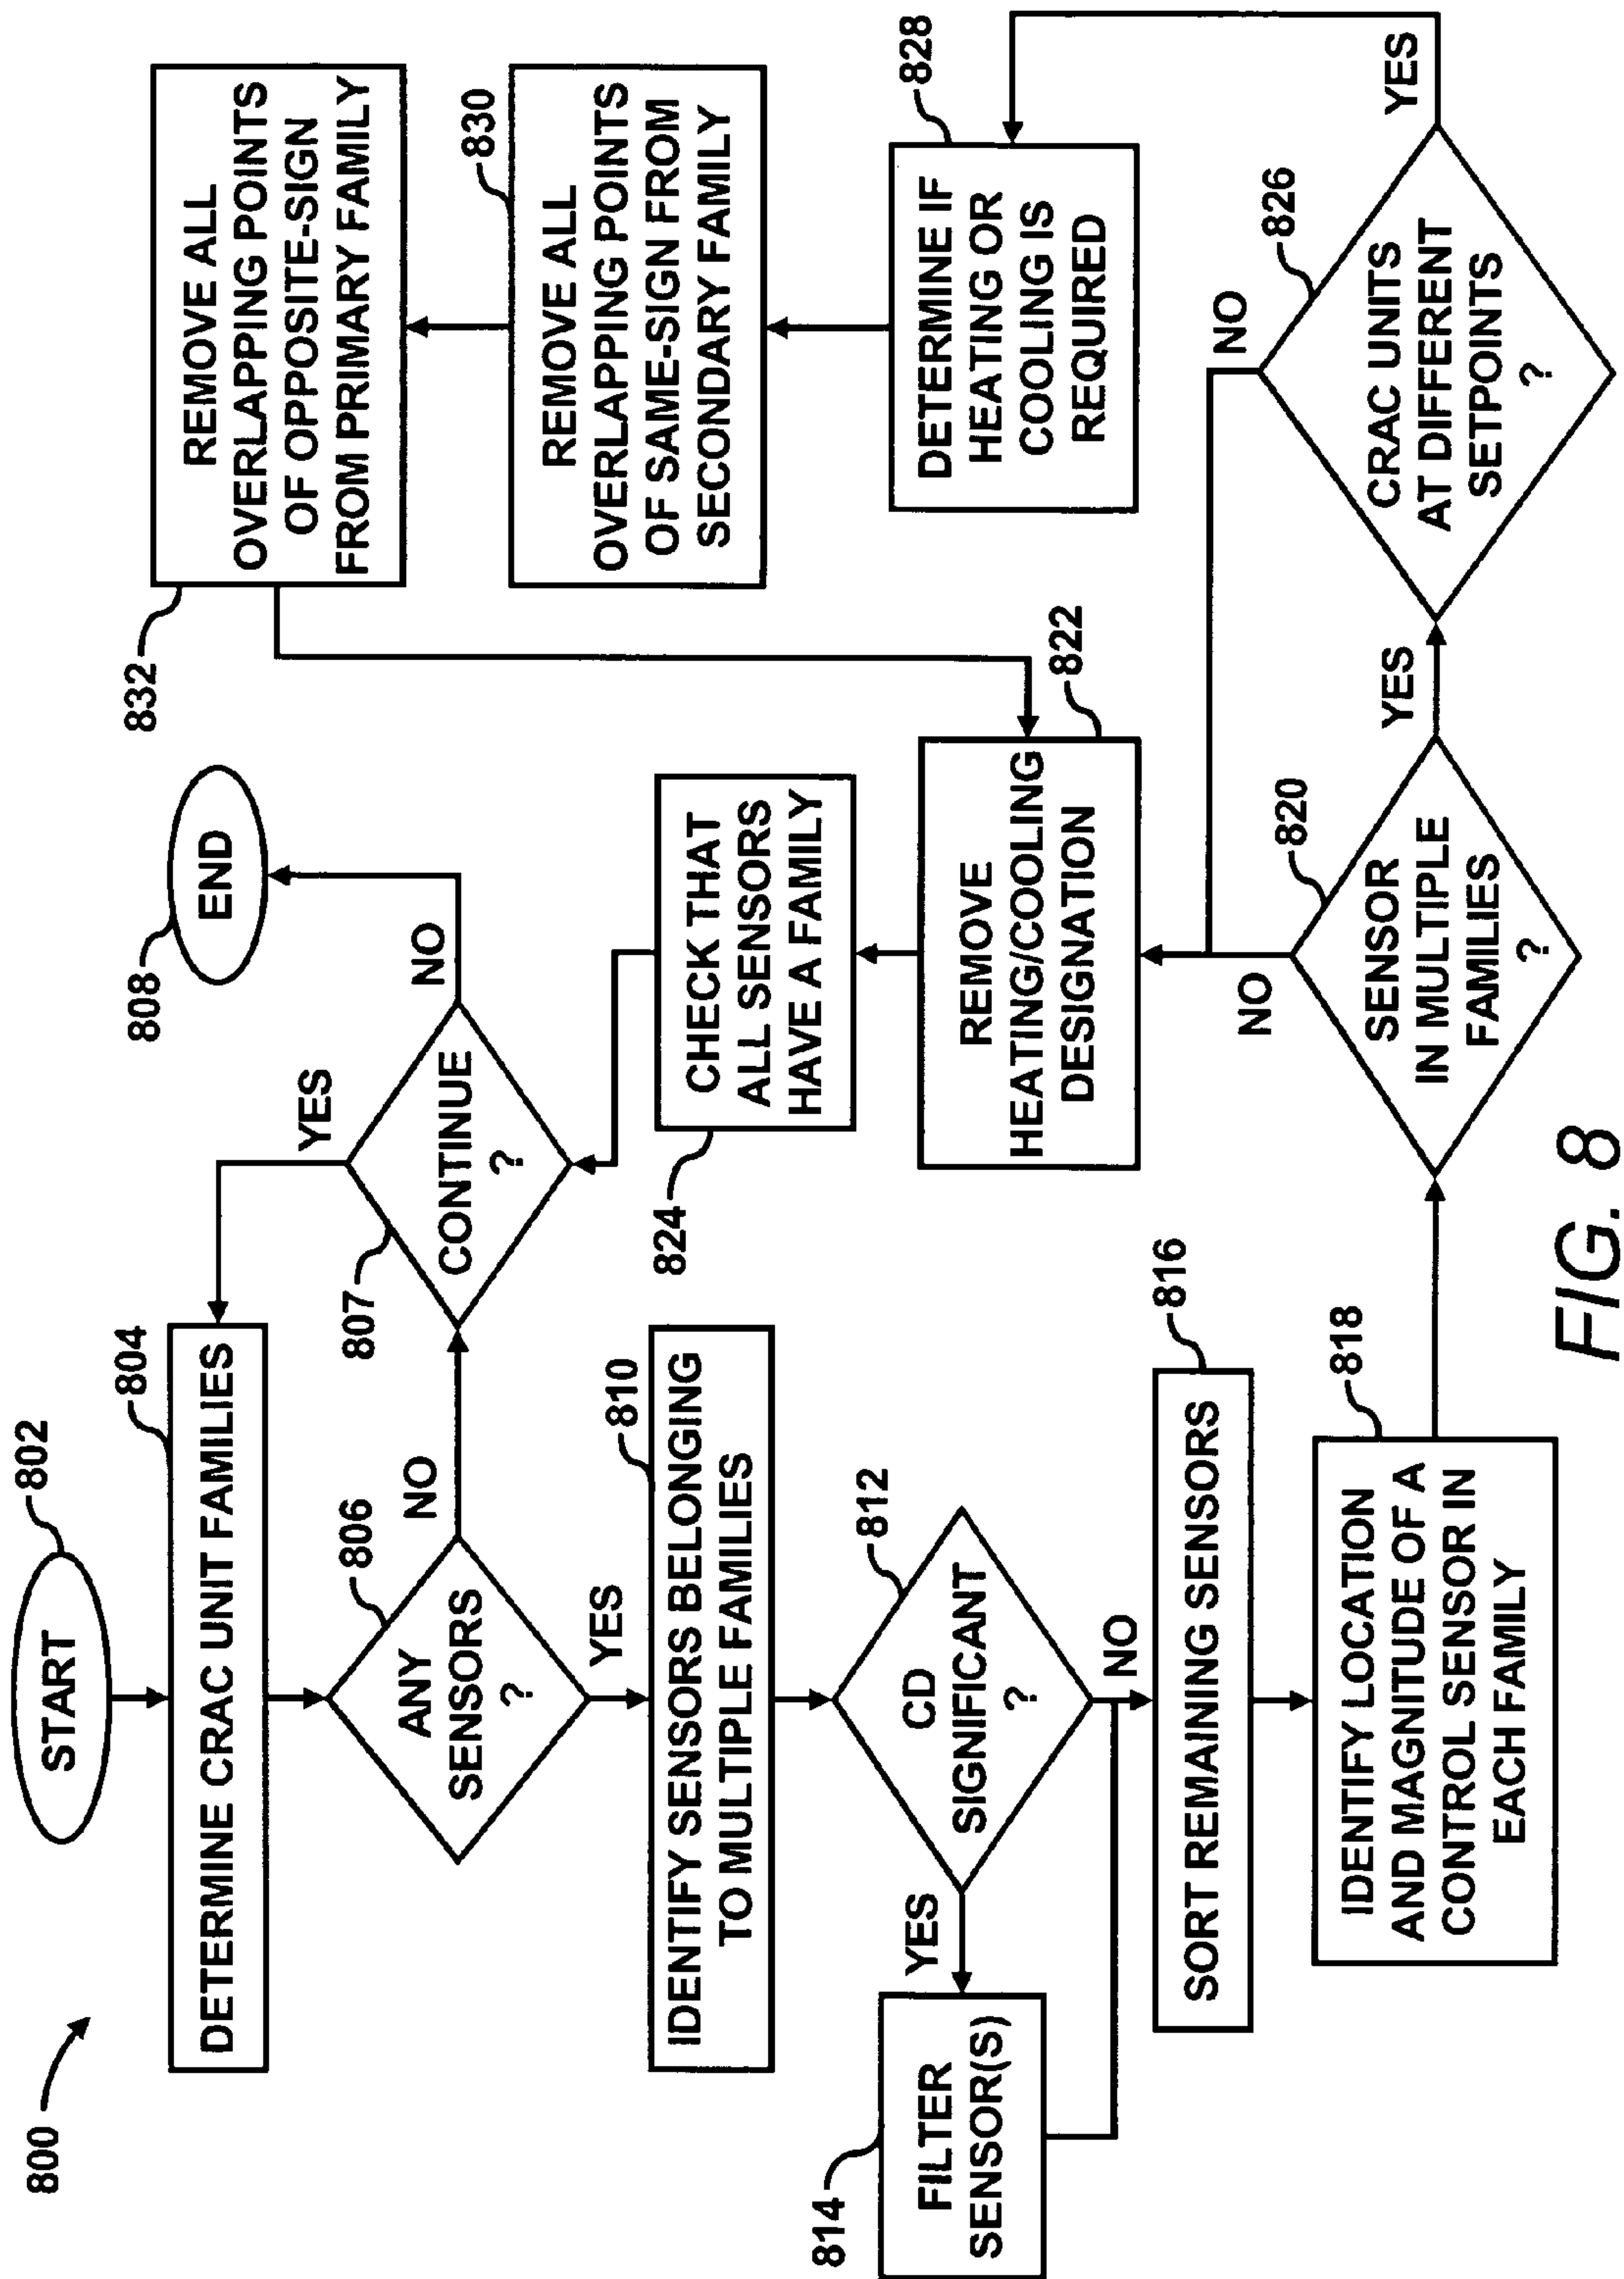 800
START
802
DETERMINE CRAC UNIT FAMILIES
804
ANY
SENSORS
?
806
NO
YES
CONTINUE
?
807
YES
NO
END
808
IDENTIFY SENSORS BELONGING
TO MULTIPLE FAMILIES
810
CD
SIGNIFICANT
?
812
YES
NO
FILTER
SENSOR(S)
814
SORT REMAINING SENSORS
816
IDENTIFY LOCATION
AND MAGNITUDE OF A
CONTROL SENSOR IN
EACH FAMILY
818
SENSOR
IN MULTIPLE
FAMILIES
?
820
NO
YES
REMOVE
HEATING/COOLING
DESIGNATION
822
CHECK THAT
ALL SENSORS
HAVE A FAMILY
824
CRAC UNITS
AT DIFFERENT
SETPOINTS
?
826
NO
YES
DETERMINE IF
HEATING OR
COOLING IS
REQUIRED
828
REMOVE ALL
OVERLAPPING POINTS
OF SAME-SIGN FROM
SECONDARY FAMILY
830
REMOVE ALL
OVERLAPPING POINTS
OF OPPOSITE-SIGN
FROM PRIMARY FAMILY
832
FIG. 8